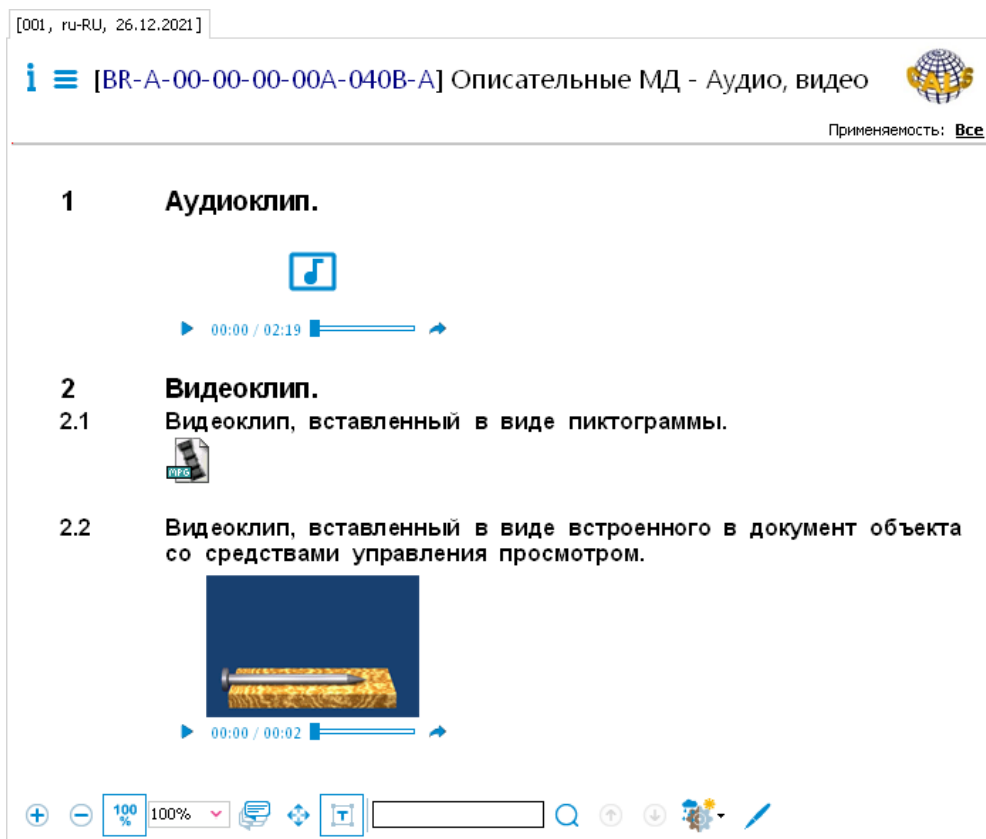 [001, ru-RU, 26.12.2021]
[BR-A-00-00-00-00A-040B-A] Описательные МД - Аудио, видео
CALS
Применяемость: Все
1 Аудиоклип.
00:00 / 02:19
2 Видеоклип.
2.1 Видеоклип, вставленный в виде пиктограммы.
MPG
2.2 Видеоклип, вставленный в виде встроенного в документ объекта
со средствами управления просмотром.
00:00 / 00:02
100
%
100%
T